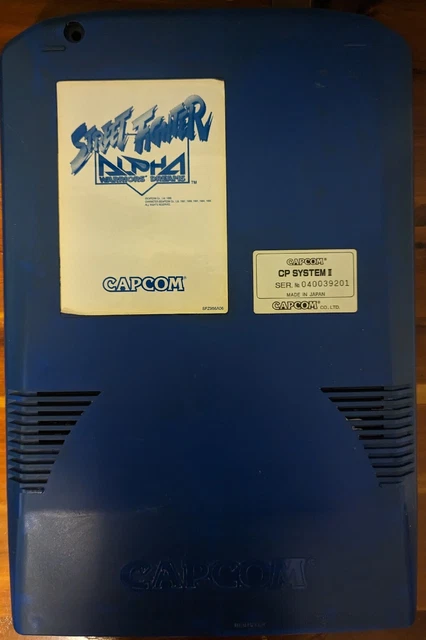 STREET FIGHTER
ALPHA
WARRIORS' DREAMS ™
CAPCOM
CAPCOM
CP SYSTEM II
SER. № 040039201
MADE IN JAPAN
CAPCOM CO., LTD.
CAPCOM